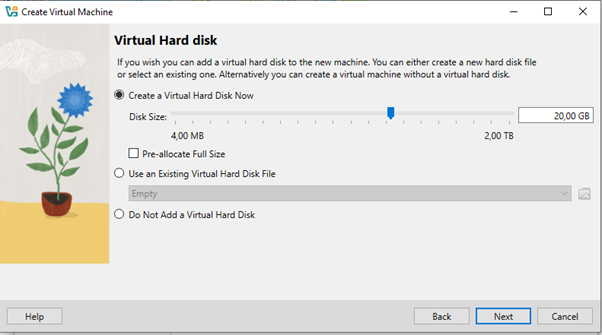 Create Virtual Machine
Virtual Hard disk
If you wish you can add a virtual hard disk to the new machine. You can either create a new hard disk file
or select an existing one. Alternatively you can create a virtual machine without a virtual hard disk.
Create a Virtual Hard Disk Now
Disk Size:
20,00 GB
4,00 MB
2,00 TB
Pre-allocate Full Size
Use an Existing Virtual Hard Disk File
Empty
Do Not Add a Virtual Hard Disk
Help
Back
Next
Cancel